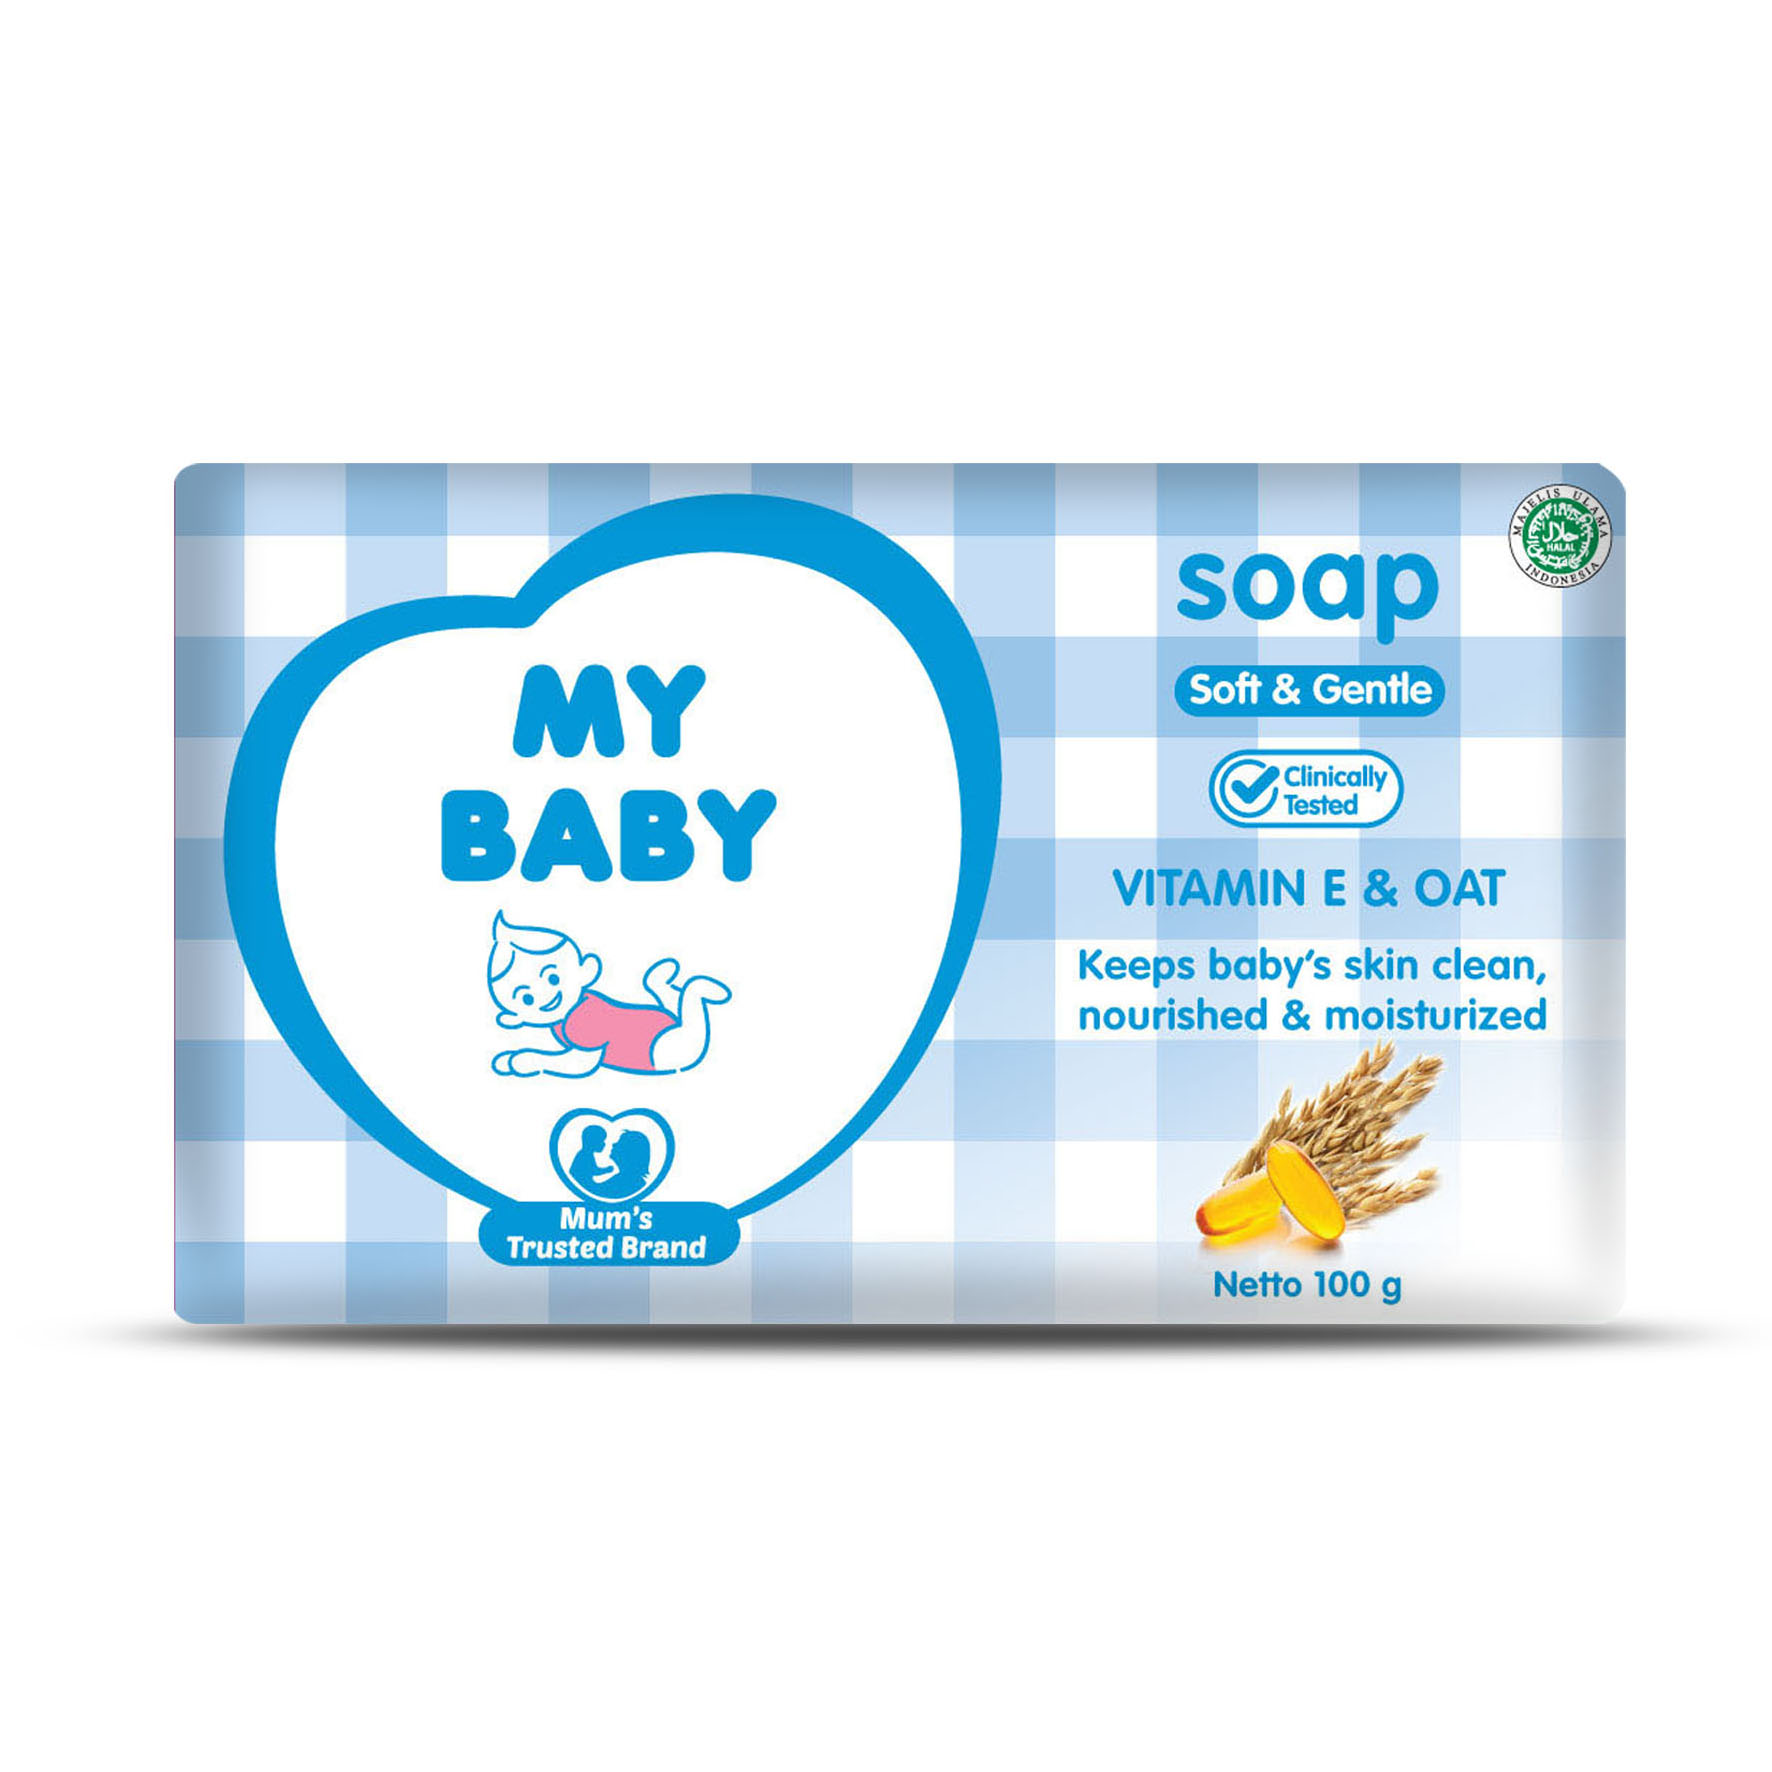 MY
BABY
Mum's
Trusted Brand
soap
Soft & Gentle
Clinically
Tested
VITAMIN E & OAT
Keeps baby's skin clean,
nourished & moisturized
Netto 100 g
MAJELIS ULAMA
حلال
HALAL
INDONESIA